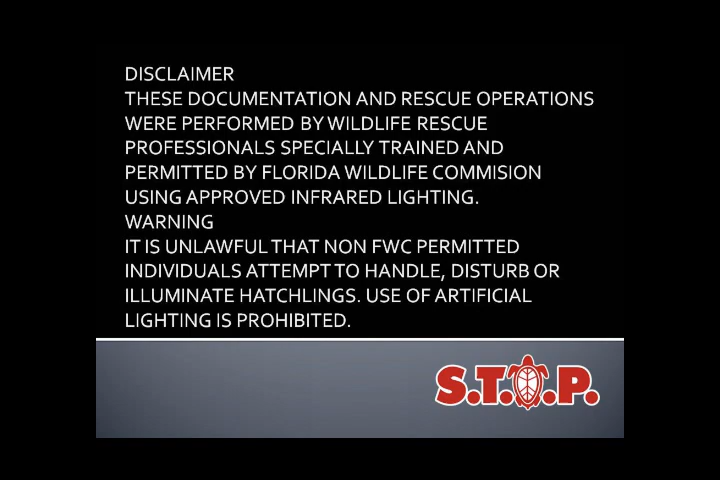 DISCLAIMER
THESE DOCUMENTATION AND RESCUE OPERATIONS
WERE PERFORMED BY WILDLIFE RESCUE
PROFESSIONALS SPECIALLY TRAINED AND
PERMITTED BY FLORIDA WILDLIFE COMMISION
USING APPROVED INFRARED LIGHTING.
WARNING
IT IS UNLAWFUL THAT NON FWC PERMITTED
INDIVIDUALS ATTEMPT TO HANDLE, DISTURB OR
ILLUMINATE HATCHLINGS. USE OF ARTIFICIAL
LIGHTING IS PROHIBITED.
S.T.O.P.